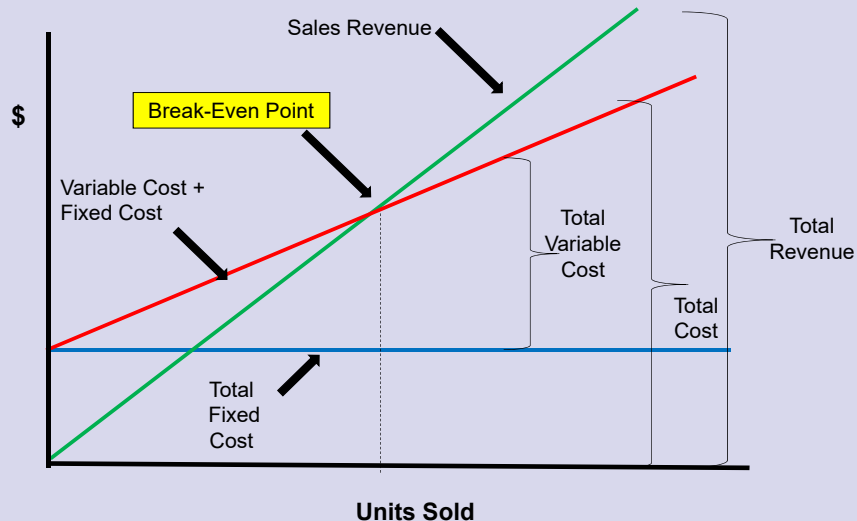 Sales Revenue
$
Break-Even Point
Variable Cost +
Fixed Cost
Total
Variable
Cost
Total
Revenue
Total
Cost
Total
Fixed
Cost
Units Sold